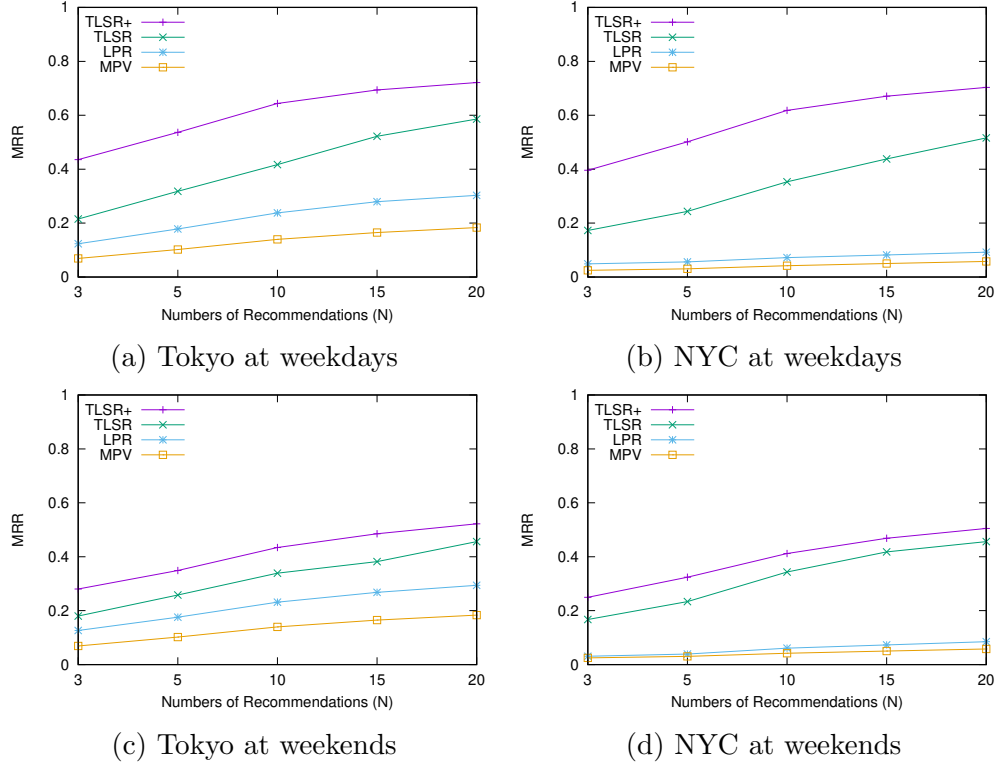 TLSR+
TLSR
LPR
MPV
1
0.8
0.6
0.4
0.2
0
MRR
3 5 10 15 20
Numbers of Recommendations (N)
(a) Tokyo at weekdays
TLSR+
TLSR
LPR
MPV
1
0.8
0.6
0.4
0.2
0
MRR
3 5 10 15 20
Numbers of Recommendations (N)
(b) NYC at weekdays
TLSR+
TLSR
LPR
MPV
1
0.8
0.6
0.4
0.2
0
MRR
3 5 10 15 20
Numbers of Recommendations (N)
(c) Tokyo at weekends
TLSR+
TLSR
LPR
MPV
1
0.8
0.6
0.4
0.2
0
MRR
3 5 10 15 20
Numbers of Recommendations (N)
(d) NYC at weekends